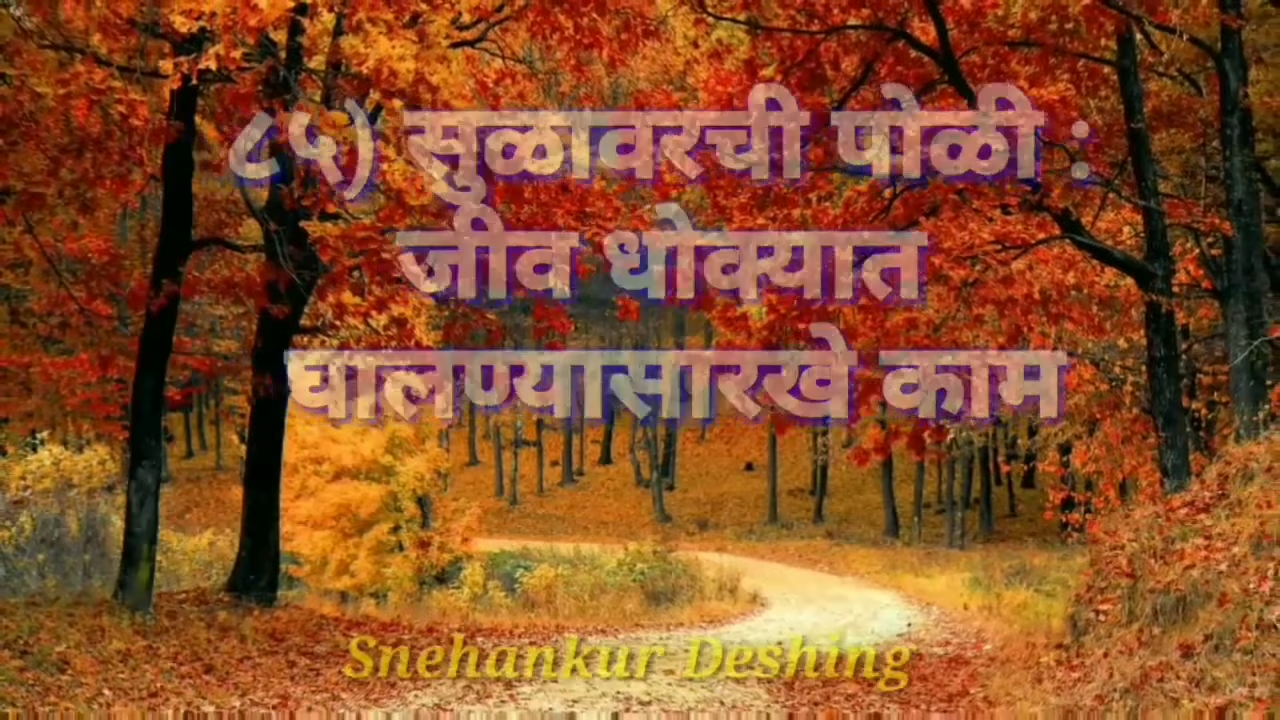 ८५) सुळावरची पोळी :
जीव धोक्यात
घालण्यासारखे काम
Snehankur Deshing